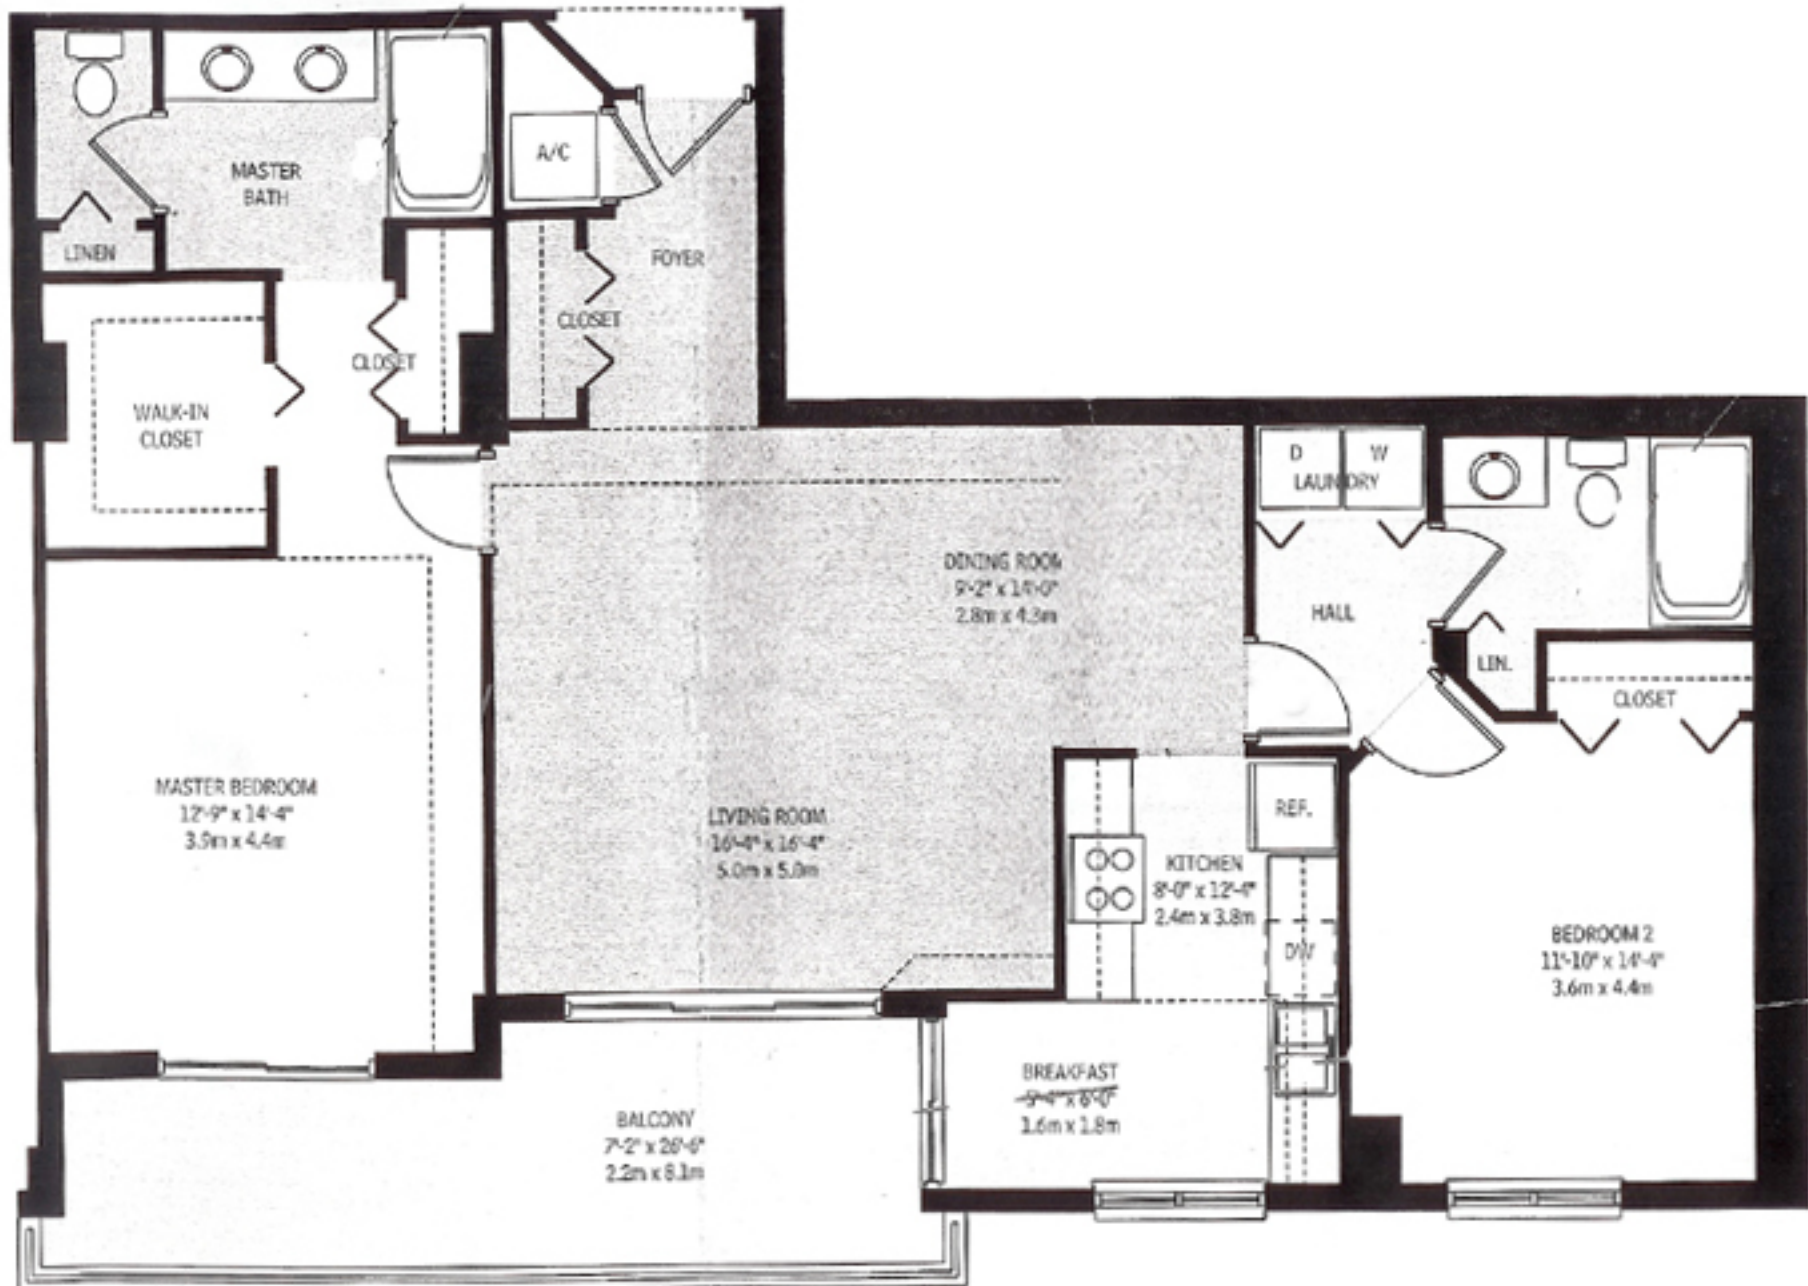 MASTER
BATH
LINEN
A/C
FOYER
CLOSET
CLOSET
WALK-IN
CLOSET
D W
LAUNDRY
DINING ROOM
9'-2" x 14'-0"
2.8m x 4.3m
HALL
LIN.
CLOSET
MASTER BEDROOM
12'-9" x 14'-4"
3.9m x 4.4m
LIVING ROOM
16'-4" x 16'-4"
5.0m x 5.0m
REF.
KITCHEN
8'-0" x 12'-4"
2.4m x 3.8m
DW
BEDROOM 2
11'-10" x 14'-4"
3.6m x 4.4m
BREAKFAST
1.6m x 1.8m
BALCONY
7'-2" x 26'-6"
2.2m x 8.1m